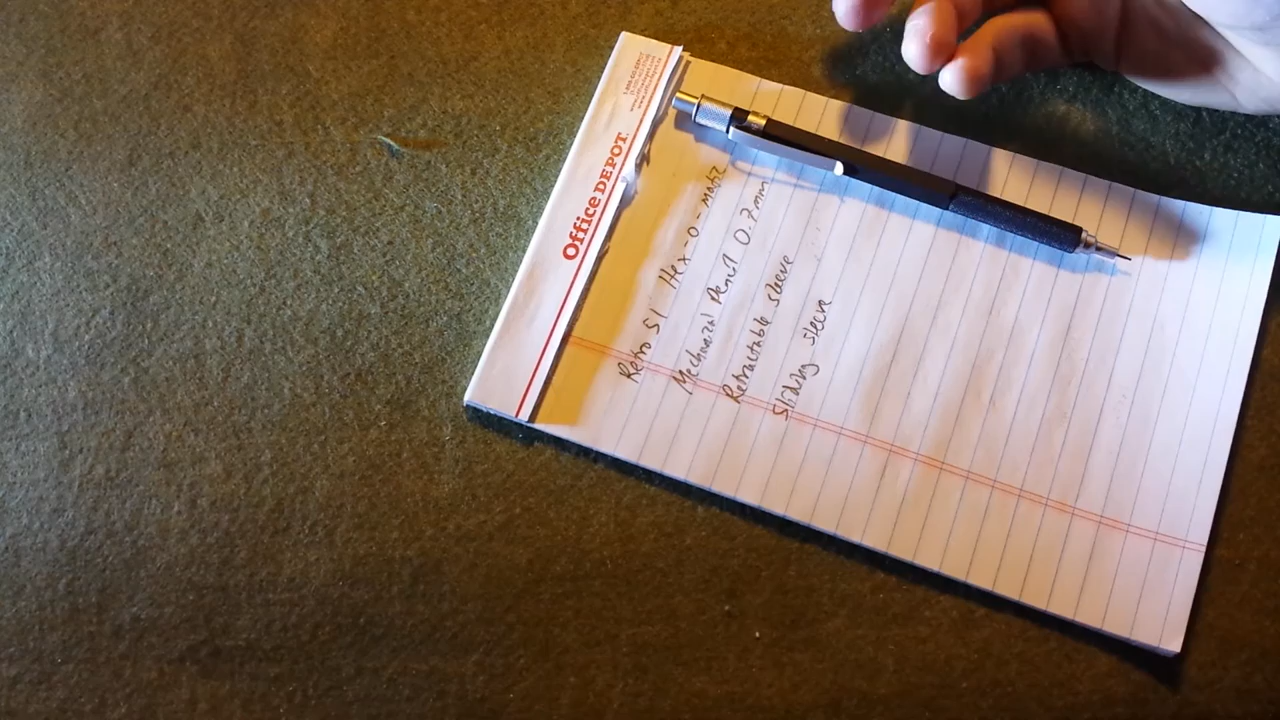 Office DEPOT
Retro 51 Hex-o-matic
Mechanical Pencil 0.7mm
Retractable sleeve
sliding sleeve